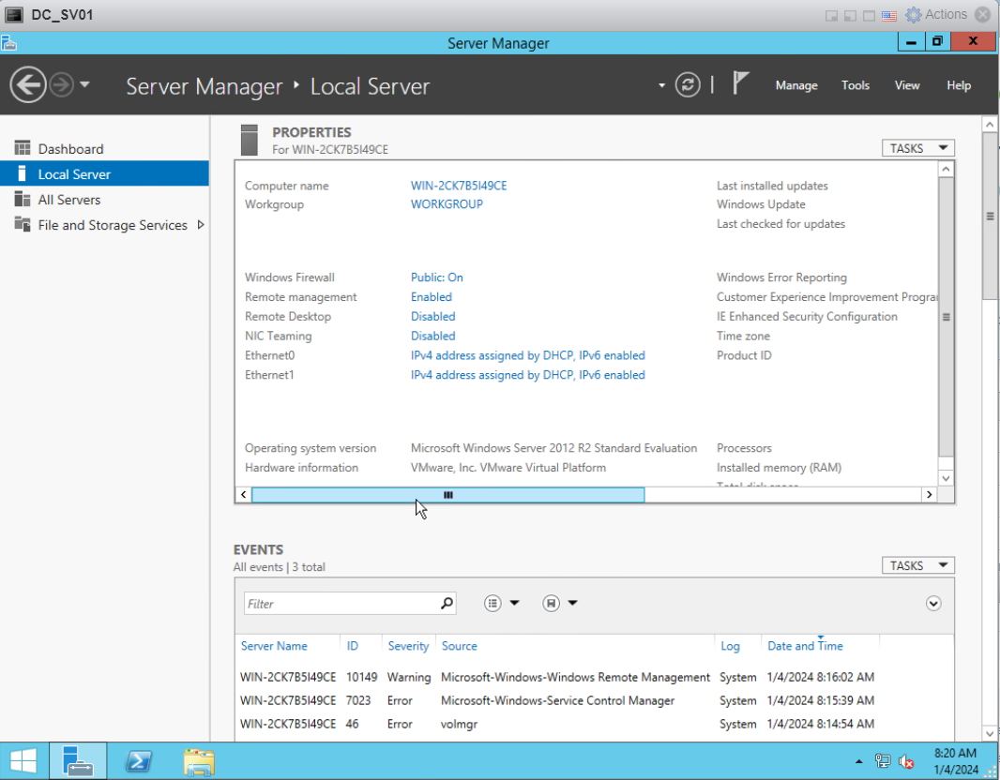 DC_SV01
Actions
Server Manager
Server Manager ‣ Local Server
Manage Tools View Help
Dashboard
Local Server
All Servers
File and Storage Services
PROPERTIES
For WIN-2CK7B5I49CE
TASKS
Computer name WIN-2CK7B5I49CE Last installed updates
Workgroup WORKGROUP Windows Update
Last checked for updates
Windows Firewall Public: On Windows Error Reporting
Remote management Enabled Customer Experience Improvement Progra
Remote Desktop Disabled IE Enhanced Security Configuration
NIC Teaming Disabled Time zone
Ethernet0 IPv4 address assigned by DHCP, IPv6 enabled Product ID
Ethernet1 IPv4 address assigned by DHCP, IPv6 enabled
Operating system version Microsoft Windows Server 2012 R2 Standard Evaluation Processors
Hardware information VMware, Inc. VMware Virtual Platform Installed memory (RAM)
Total disk space
EVENTS
All events | 3 total
TASKS
Filter
Server Name ID Severity Source Log Date and Time
WIN-2CK7B5I49CE 10149 Warning Microsoft-Windows-Windows Remote Management System 1/4/2024 8:16:02 AM
WIN-2CK7B5I49CE 7023 Error Microsoft-Windows-Service Control Manager System 1/4/2024 8:15:39 AM
WIN-2CK7B5I49CE 46 Error volmgr System 1/4/2024 8:14:54 AM
8:20 AM
1/4/2024